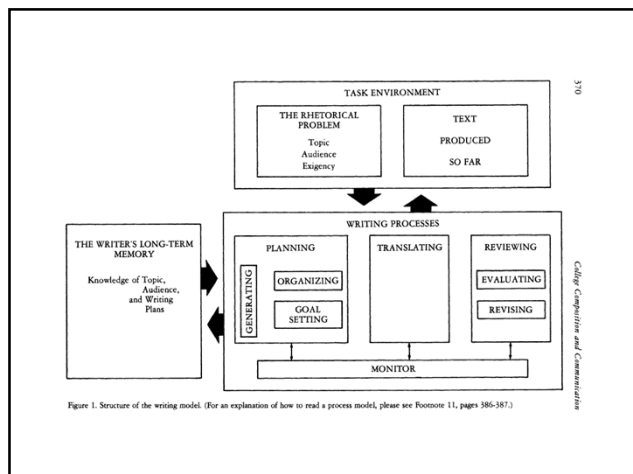 370
TASK ENVIRONMENT
THE RHETORICAL
PROBLEM
Topic
Audience
Exigency
TEXT
PRODUCED
SO FAR
THE WRITER'S LONG-TERM
MEMORY
Knowledge of Topic,
Audience,
and Writing
Plans
WRITING PROCESSES
PLANNING
GENERATING
ORGANIZING
GOAL
SETTING
TRANSLATING
REVIEWING
EVALUATING
REVISING
MONITOR
College Composition and Communication
Figure 1. Structure of the writing model. (For an explanation of how to read a process model, please see Footnote 11, pages 386-387.)